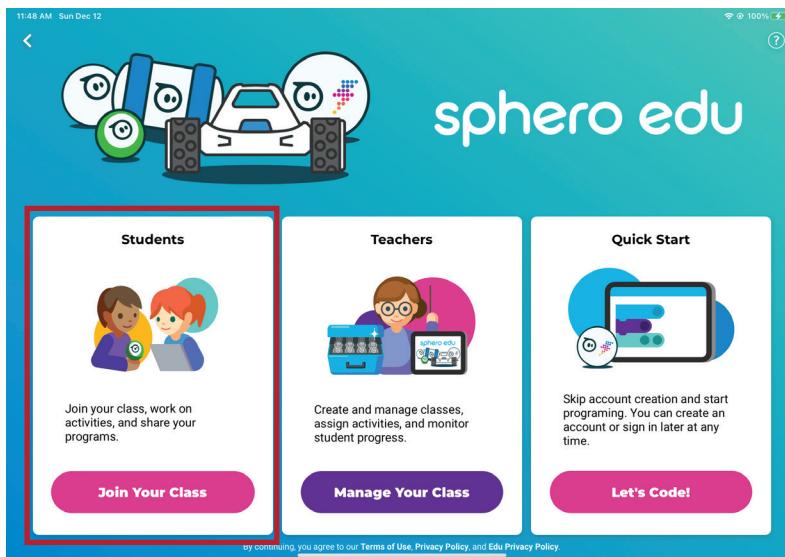 11:48 AM Sun Dec 12
100%
?
sphero edu
Students
Join your class, work on
activities, and share your
programs.
Join Your Class
Teachers
sphero edu
Create and manage classes,
assign activities, and monitor
student progress.
Manage Your Class
Quick Start
Skip account creation and start
programing. You can create an
account or sign in later at any
time.
Let's Code!
By continuing, you agree to our Terms of Use, Privacy Policy, and Edu Privacy Policy.